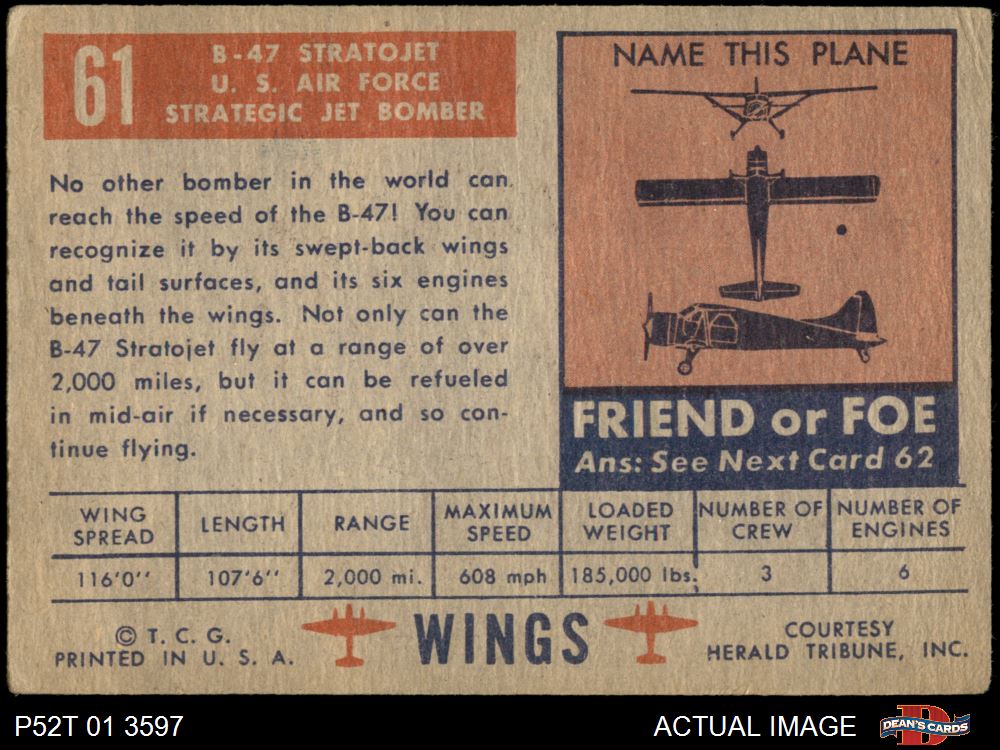 61
B-47 STRATOJET
U. S. AIR FORCE
STRATEGIC JET BOMBER
No other bomber in the world can
reach the speed of the B-47! You can
recognize it by its swept-back wings
and tail surfaces, and its six engines
beneath the wings. Not only can the
B-47 Stratojet fly at a range of over
2,000 miles, but it can be refueled
in mid-air if necessary, and so con-
tinue flying.
NAME THIS PLANE
FRIEND or FOE
Ans: See Next Card 62
WING SPREAD LENGTH RANGE MAXIMUM SPEED LOADED WEIGHT NUMBER OF CREW NUMBER OF ENGINES
116'0'' 107'6'' 2,000 mi. 608 mph 185,000 lbs. 3 6
© T. C. G.
PRINTED IN U. S. A.
WINGS
COURTESY
HERALD TRIBUNE, INC.
P52T 01 3597
ACTUAL IMAGE
DEAN'S CARDS